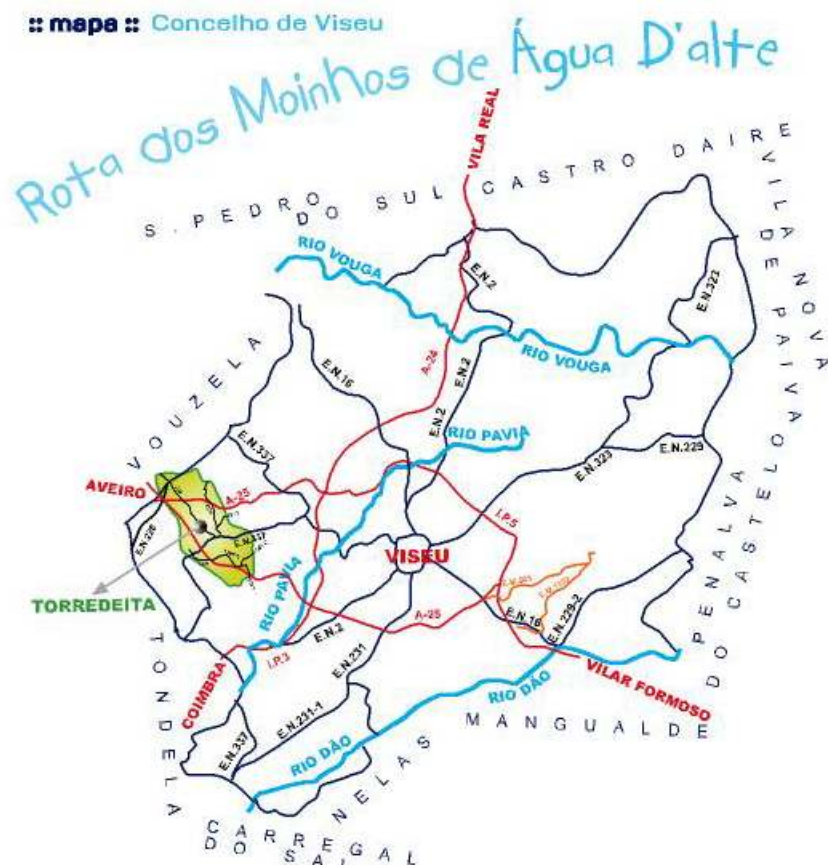 :: mapa :: Concelho de Viseu
Rota dos Moinhos de Água D'alte
VILA REAL
S. PEDRO DO SUL
CASTRO DAIRE
VILA NOVA DE PAIVA
RIO VOUGA
E.N.2
E.N.323
RIO VOUGA
VOUZELA
E.N.16
A-24
E.N.2
E.N.2
RIO PAVIA
E.N.337
E.N.323
E.N.229
AVEIRO
A-25
I.P.5
PENALVA DO CASTELO
E.N.228
E.N.337
VISEU
RIO PAVIA
TORREDEITA
E.N.16
E.N.229-2
A-25
E.N.2
I.P.3
E.N.231
COIMBRA
VILAR FORMOSO
RIO DÃO
TONDELA
E.N.231-1
MANGUALDE
E.N.337
RIO DÃO
NELAS
CARREGAL DO SAL